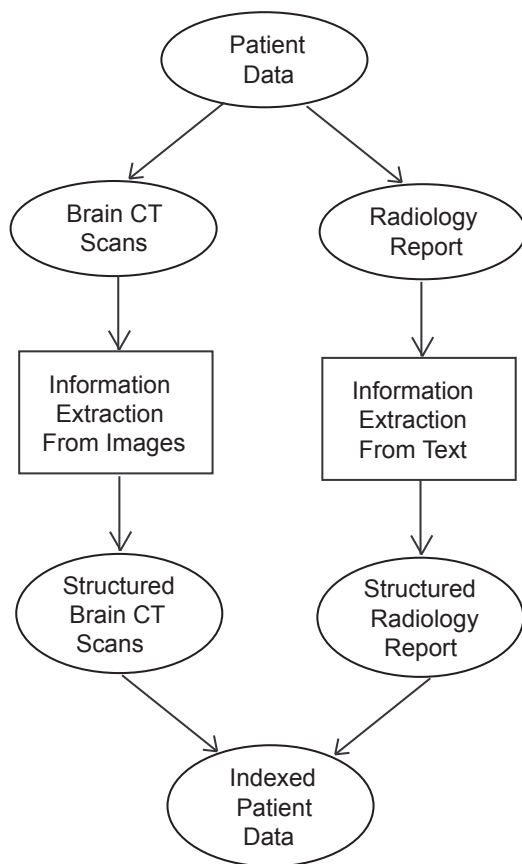 Patient
Data
Brain CT
Scans
Radiology
Report
Information
Extraction
From Images
Information
Extraction
From Text
Structured
Brain CT
Scans
Structured
Radiology
Report
Indexed
Patient
Data